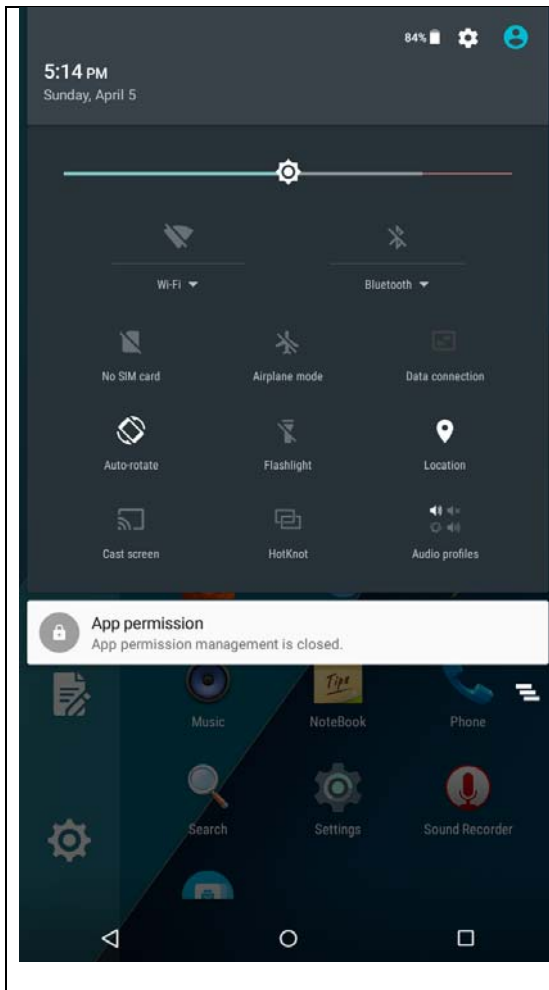 84%
5:14 PM
Sunday, April 5
Wi-Fi Bluetooth
No SIM card Airplane mode Data connection
Auto-rotate Flashlight Location
Cast screen HotKnot Audio profiles
App permission
App permission management is closed.
Tips
Music NoteBook Phone
Search Settings Sound Recorder